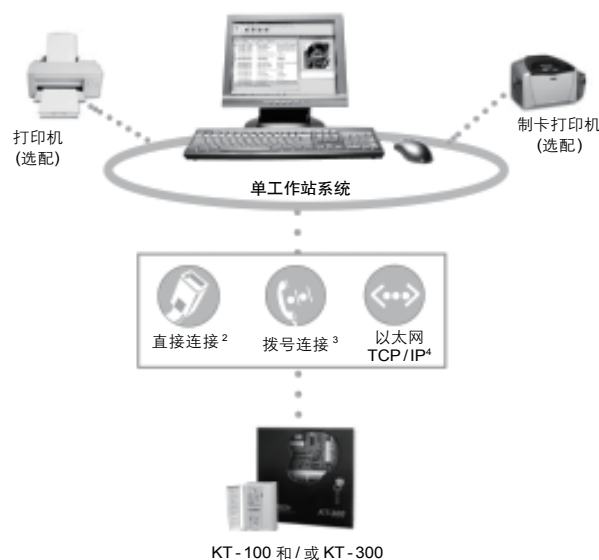 打印机
(选配)
制卡打印机
(选配)
单工作站系统
直接连接²
拨号连接³
以太网
TCP/IP⁴
KT-300
KT-100 和/或 KT-300